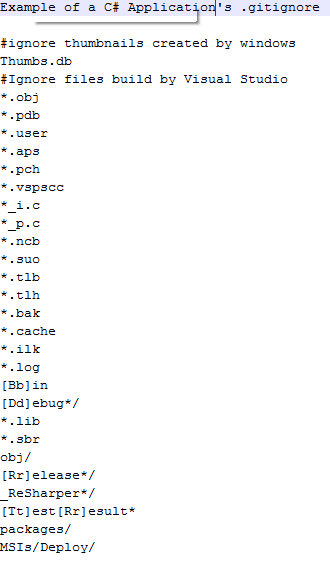 Example of a C# Application's .gitignore
#ignore thumbnails created by windows
Thumbs.db
#Ignore files build by Visual Studio
*.obj
*.pdb
*.user
*.aps
*.pch
*.vspscc
*_i.c
*_p.c
*.ncb
*.suo
*.tlb
*.tlh
*.bak
*.cache
*.ilk
*.log
[Bb]in
[Dd]ebug*/
*.lib
*.sbr
obj/
[Rr]elease*/
_ReSharper*/
[Tt]est[Rr]esult*
packages/
MSIs/Deploy/